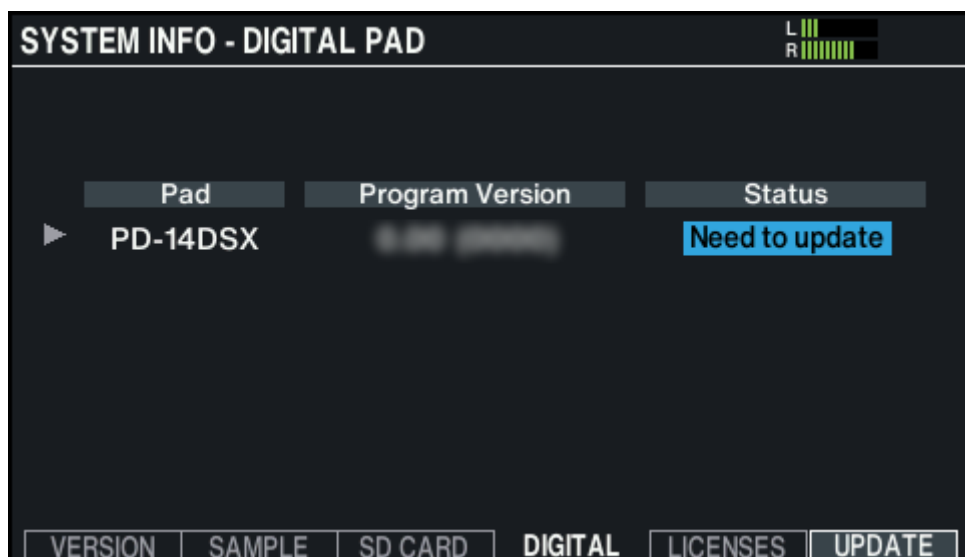 SYSTEM INFO - DIGITAL PAD
L
R
Pad Program Version Status
PD-14DSX Need to update
VERSION SAMPLE SD CARD DIGITAL LICENSES UPDATE